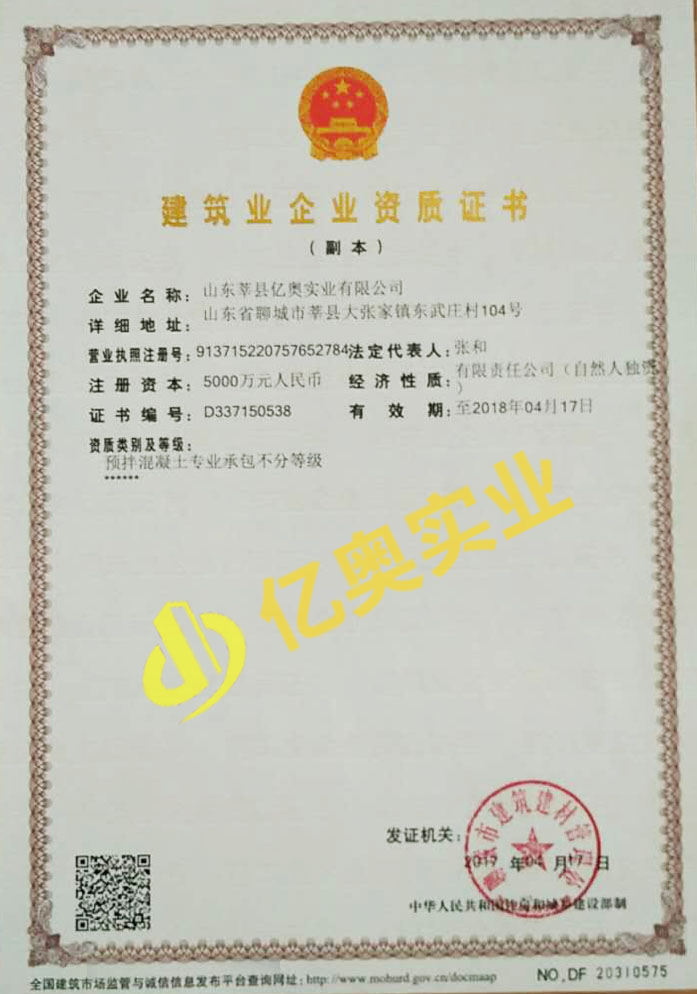 建筑业企业资质证书
（副本）
企业名称：山东莘县亿奥实业有限公司
详细地址：山东省聊城市莘县大张家镇东武庄村104号
营业执照注册号：913715220757652784 法定代表人：张和
注册资本：5000万元人民币 经济性质：有限责任公司（自然人独资
）
证书编号：D337150538 有效期：至2018年04月17日
资质类别及等级：
预拌混凝土专业承包不分等级
******
亿奥实业
发证机关：
市建筑建材管理处
2017年04月17日
中华人民共和国住房和城乡建设部制
全国建筑市场监管与诚信信息发布平台查询网址：http://www.mohurd.gov.cn/docmaap
NO,DF 20310575